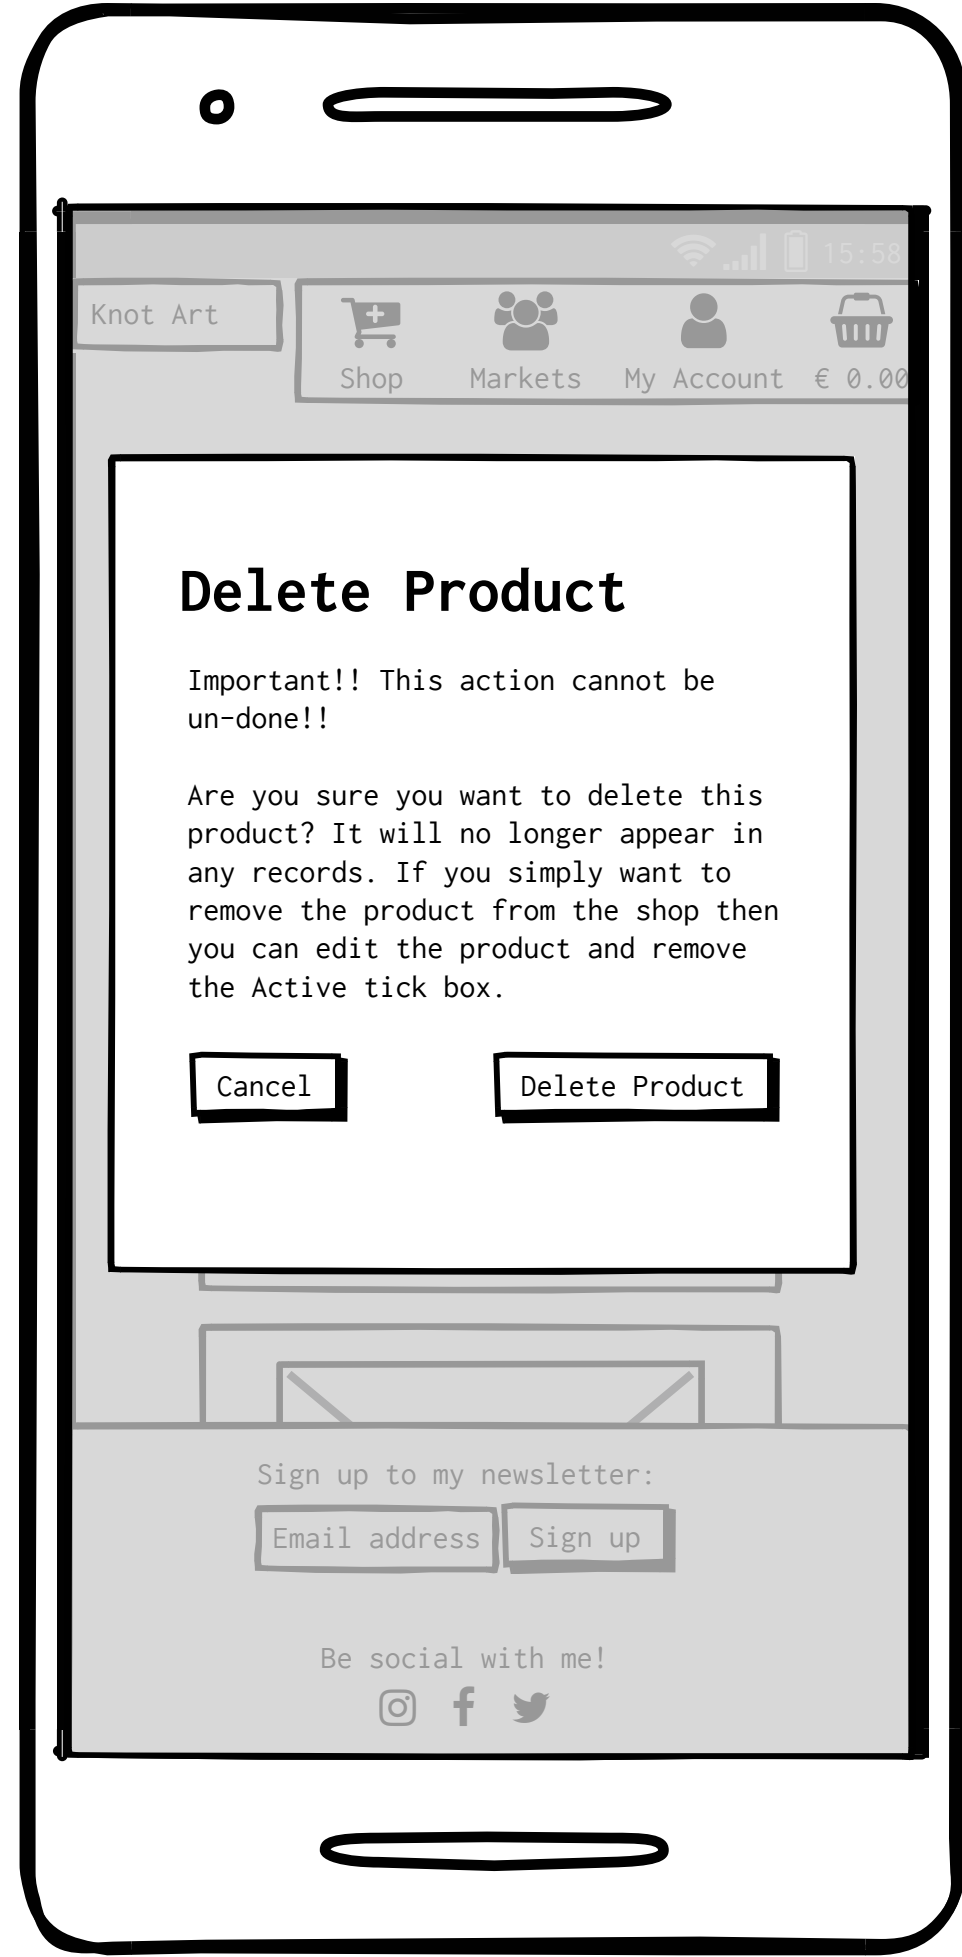 15:58
Knot Art
Shop Markets My Account € 0.00
Delete Product
Important!! This action cannot be
un-done!!
Are you sure you want to delete this
product? It will no longer appear in
any records. If you simply want to
remove the product from the shop then
you can edit the product and remove
the Active tick box.
Cancel Delete Product
Sign up to my newsletter:
Email address Sign up
Be social with me!